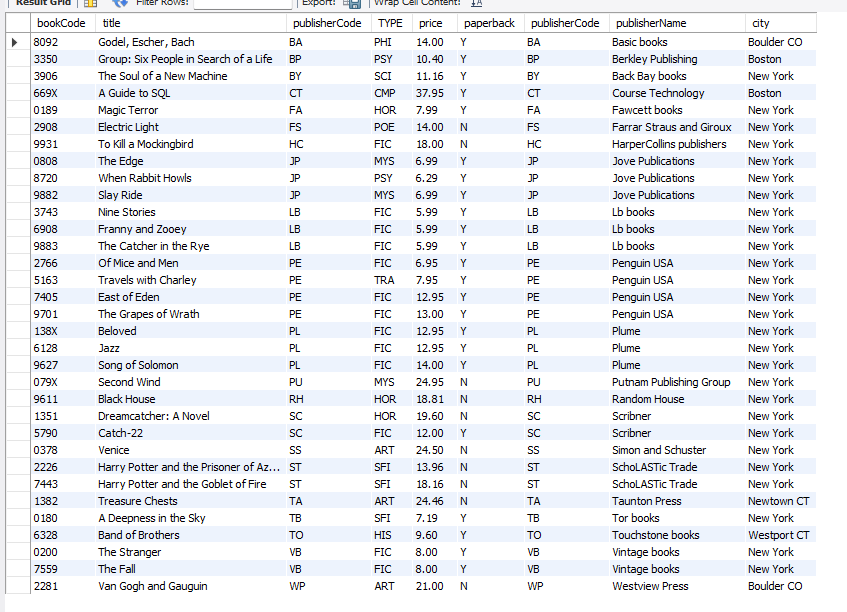 Result Grid Filter Rows: Export: Wrap Cell Content: IA
bookCode title publisherCode TYPE price paperback publisherCode publisherName city
8092 Godel, Escher, Bach BA PHI 14.00 Y BA Basic books Boulder CO
3350 Group: Six People in Search of a Life BP PSY 10.40 Y BP Berkley Publishing Boston
3906 The Soul of a New Machine BY SCI 11.16 Y BY Back Bay books New York
669X A Guide to SQL CT CMP 37.95 Y CT Course Technology Boston
0189 Magic Terror FA HOR 7.99 Y FA Fawcett books New York
2908 Electric Light FS POE 14.00 N FS Farrar Straus and Giroux New York
9931 To Kill a Mockingbird HC FIC 18.00 N HC HarperCollins publishers New York
0808 The Edge JP MYS 6.99 Y JP Jove Publications New York
8720 When Rabbit Howls JP PSY 6.29 Y JP Jove Publications New York
9882 Slay Ride JP MYS 6.99 Y JP Jove Publications New York
3743 Nine Stories LB FIC 5.99 Y LB Lb books New York
6908 Franny and Zooey LB FIC 5.99 Y LB Lb books New York
9883 The Catcher in the Rye LB FIC 5.99 Y LB Lb books New York
2766 Of Mice and Men PE FIC 6.95 Y PE Penguin USA New York
5163 Travels with Charley PE TRA 7.95 Y PE Penguin USA New York
7405 East of Eden PE FIC 12.95 Y PE Penguin USA New York
9701 The Grapes of Wrath PE FIC 13.00 Y PE Penguin USA New York
138X Beloved PL FIC 12.95 Y PL Plume New York
6128 Jazz PL FIC 12.95 Y PL Plume New York
9627 Song of Solomon PL FIC 14.00 Y PL Plume New York
079X Second Wind PU MYS 24.95 N PU Putnam Publishing Group New York
9611 Black House RH HOR 18.81 N RH Random House New York
1351 Dreamcatcher: A Novel SC HOR 19.60 N SC Scribner New York
5790 Catch-22 SC FIC 12.00 Y SC Scribner New York
0378 Venice SS ART 24.50 N SS Simon and Schuster New York
2226 Harry Potter and the Prisoner of Az... ST SFI 13.96 N ST SchoLASTic Trade New York
7443 Harry Potter and the Goblet of Fire ST SFI 18.16 N ST SchoLASTic Trade New York
1382 Treasure Chests TA ART 24.46 N TA Taunton Press Newtown CT
0180 A Deepness in the Sky TB SFI 7.19 Y TB Tor books New York
6328 Band of Brothers TO HIS 9.60 Y TO Touchstone books Westport CT
0200 The Stranger VB FIC 8.00 Y VB Vintage books New York
7559 The Fall VB FIC 8.00 Y VB Vintage books New York
2281 Van Gogh and Gauguin WP ART 21.00 N WP Westview Press Boulder CO